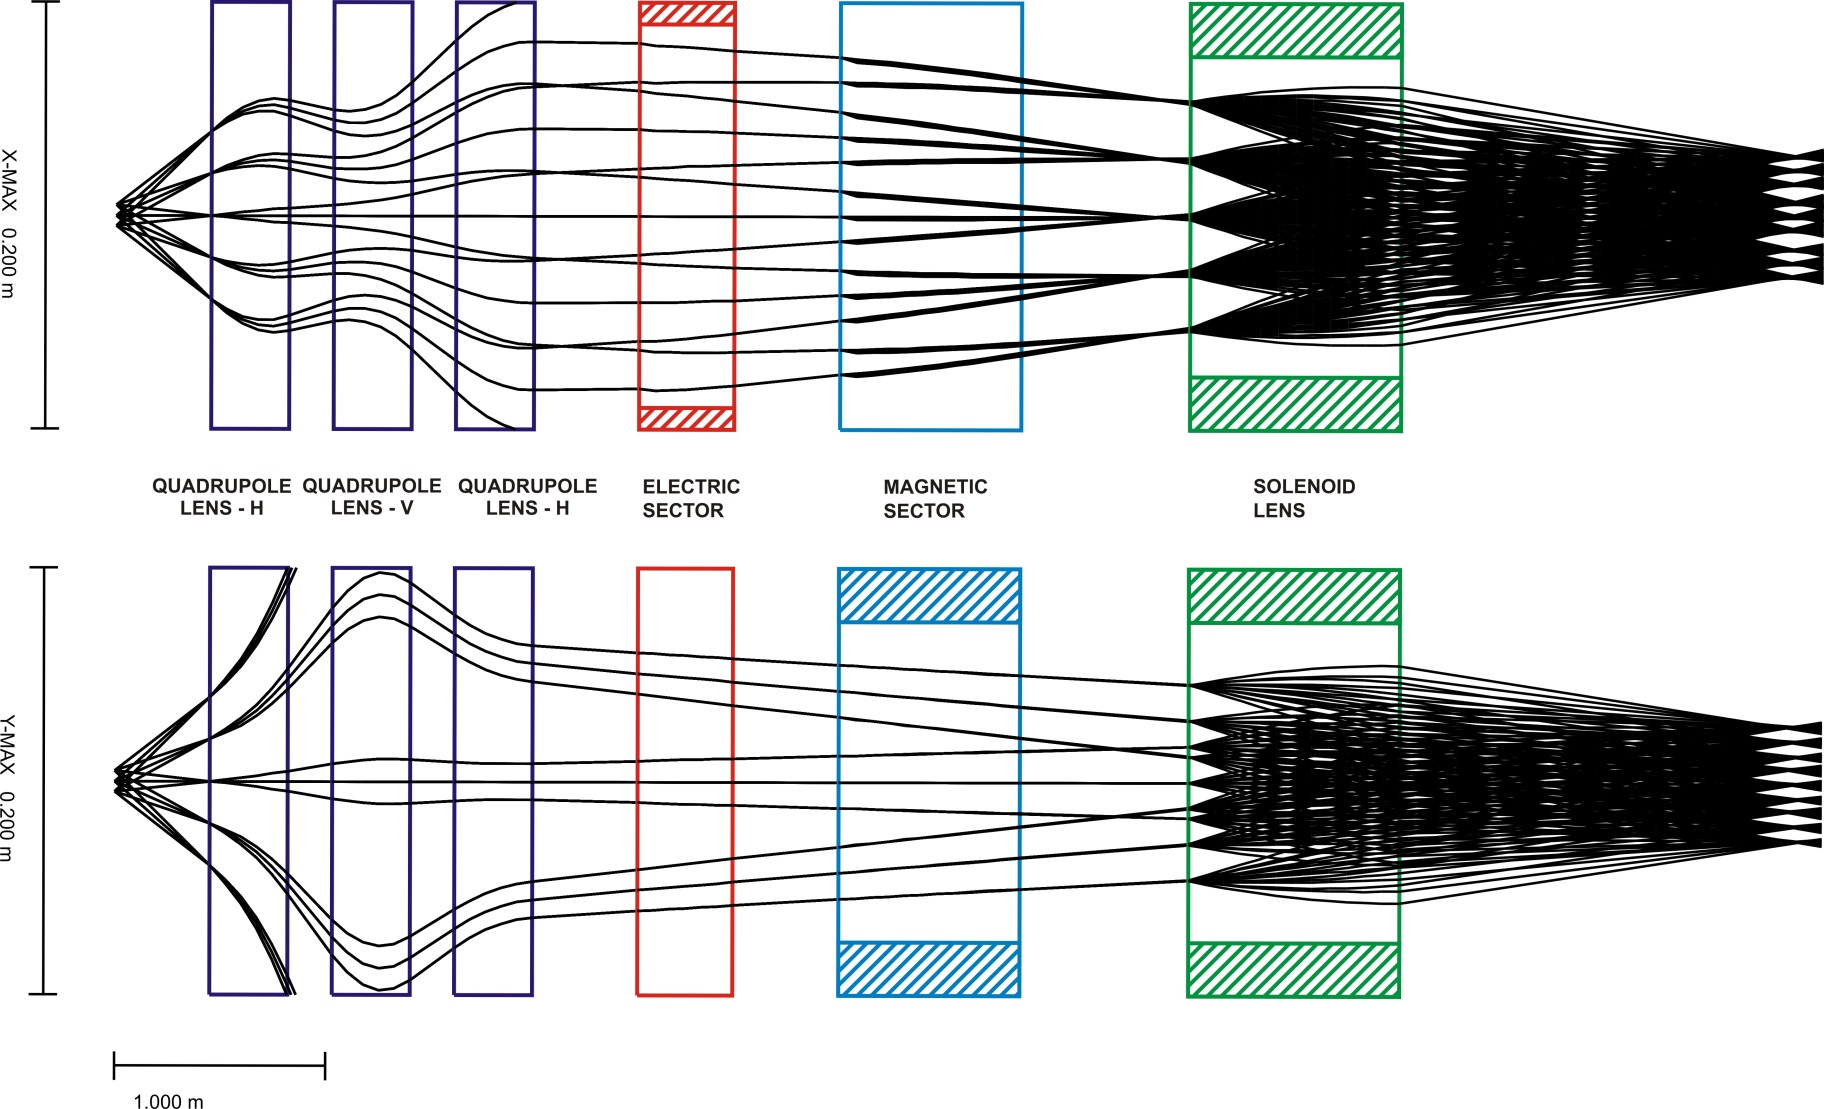 X-MAX 0.200 m
QUADRUPOLE
LENS - H
QUADRUPOLE
LENS - V
QUADRUPOLE
LENS - H
ELECTRIC
SECTOR
MAGNETIC
SECTOR
SOLENOID
LENS
Y-MAX 0.200 m
1.000 m